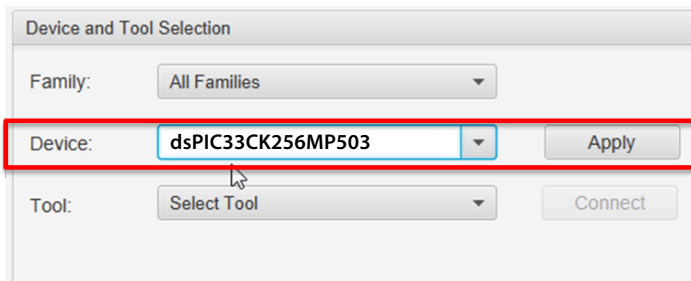 Device and Tool Selection
Family: All Families
Device: dsPIC33CK256MP503 Apply
Tool: Select Tool Connect